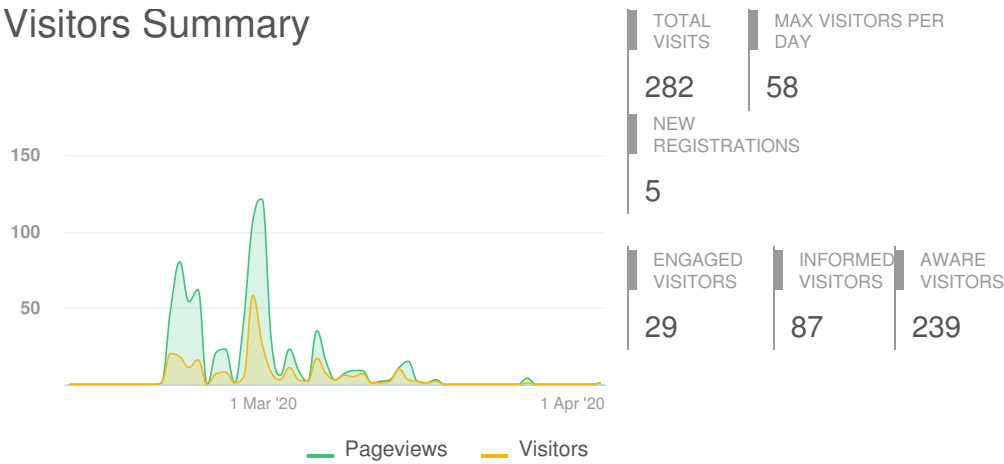 Visitors Summary
TOTAL
VISITS
282
MAX VISITORS PER
DAY
58
NEW
REGISTRATIONS
5
150
100
50
1 Mar '20
1 Apr '20
Pageviews
Visitors
ENGAGED
VISITORS
29
INFORMED
VISITORS
87
AWARE
VISITORS
239